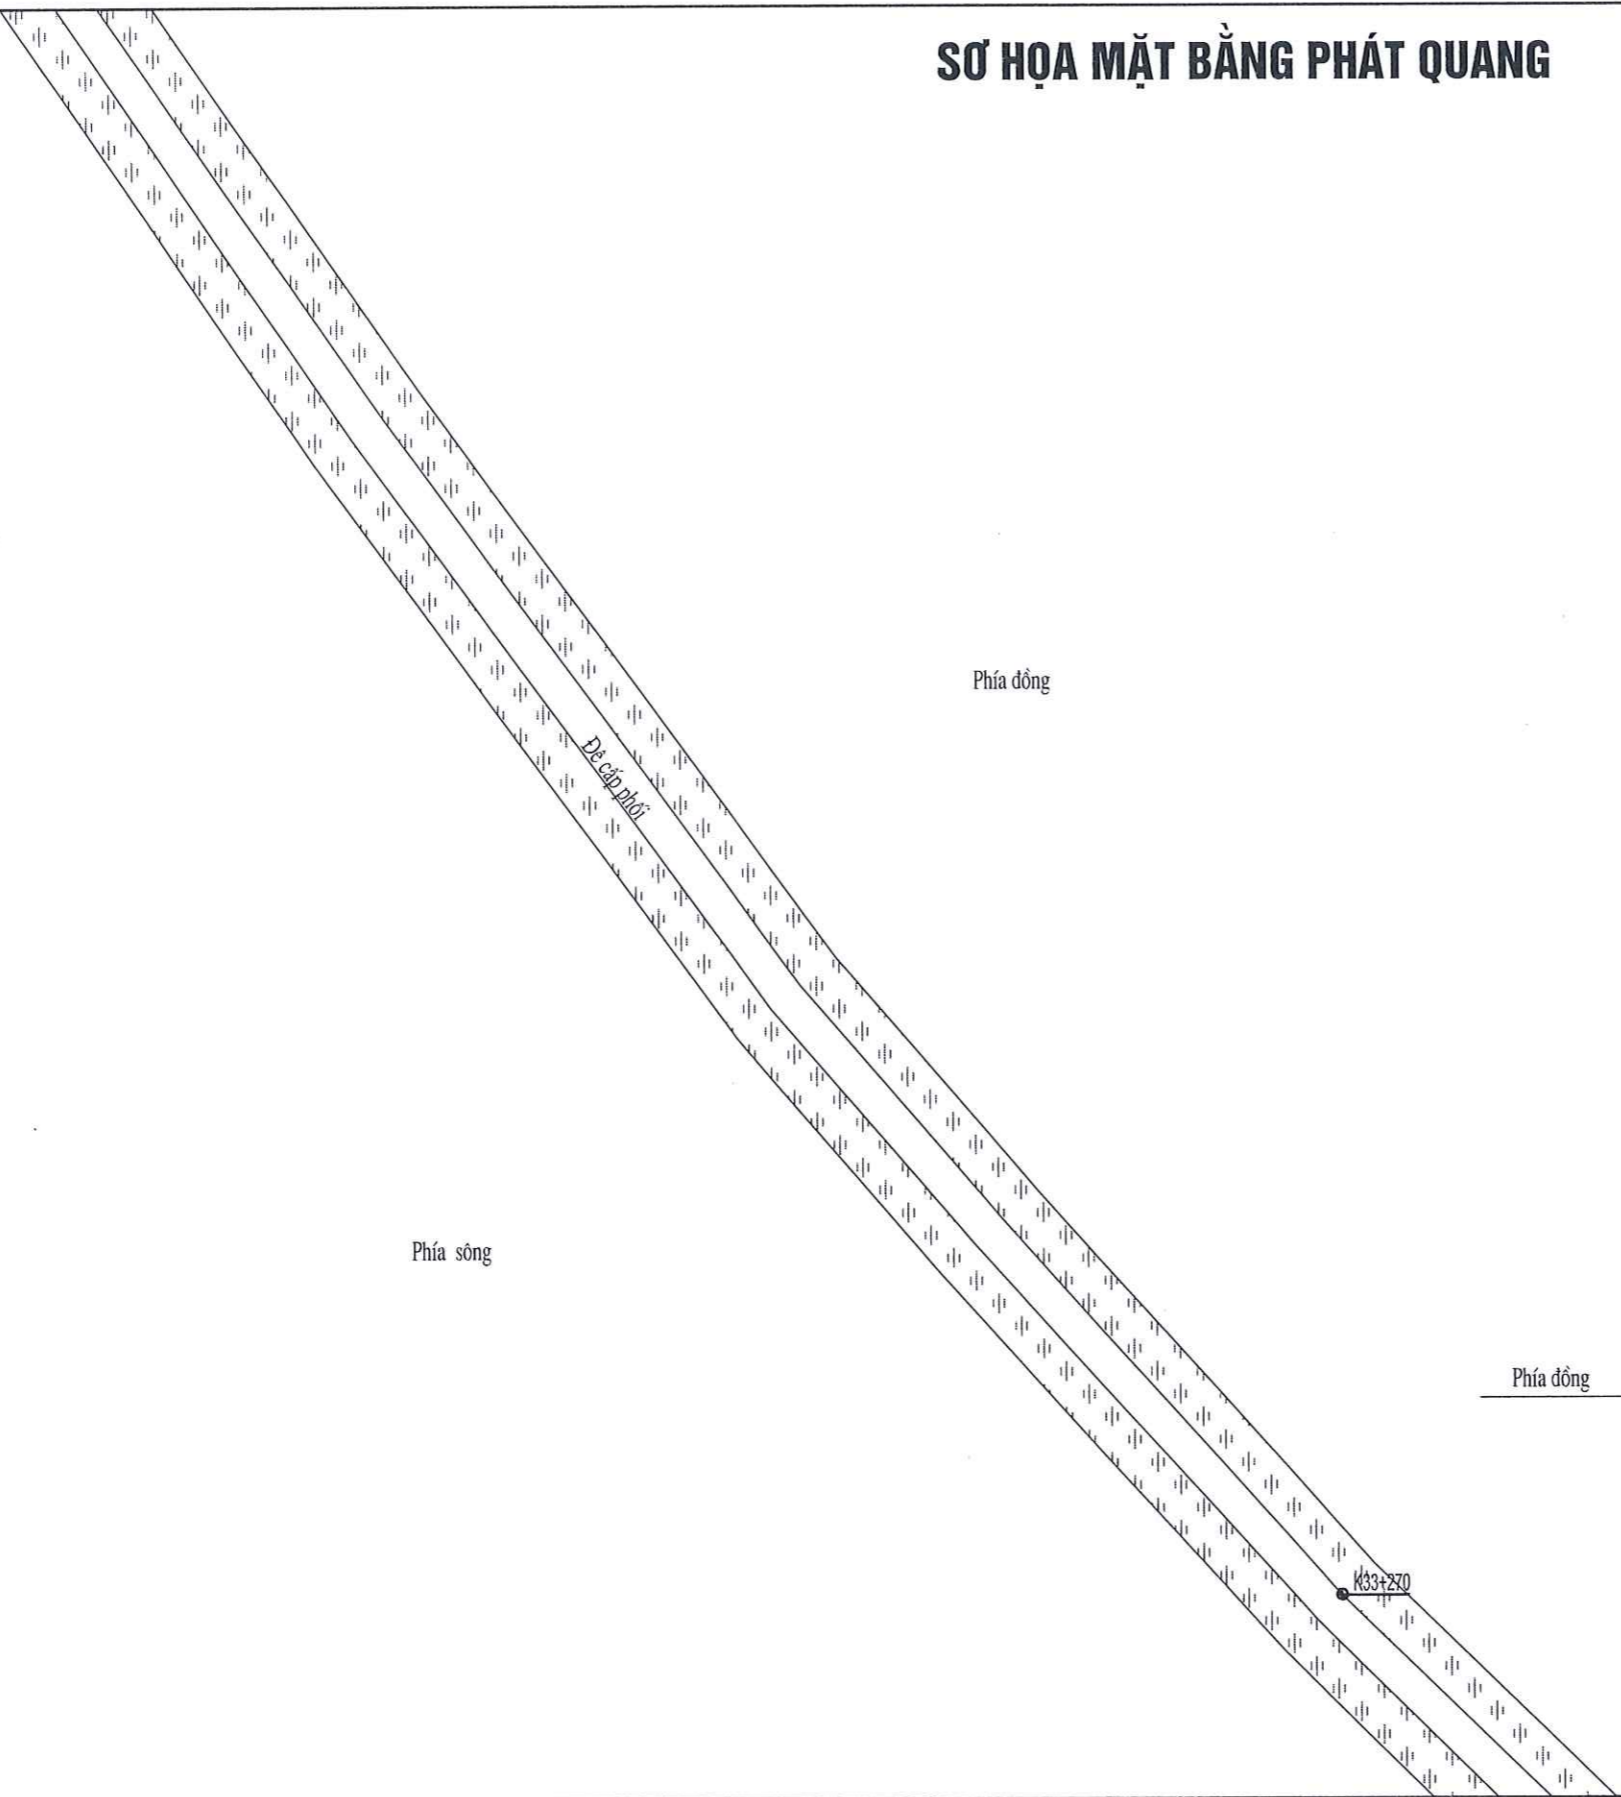 SƠ HỌA MẶT BẰNG PHÁT QUANG
Phía đồng
Đê cấp phối
Phía sông
Phía đồng
K33+270